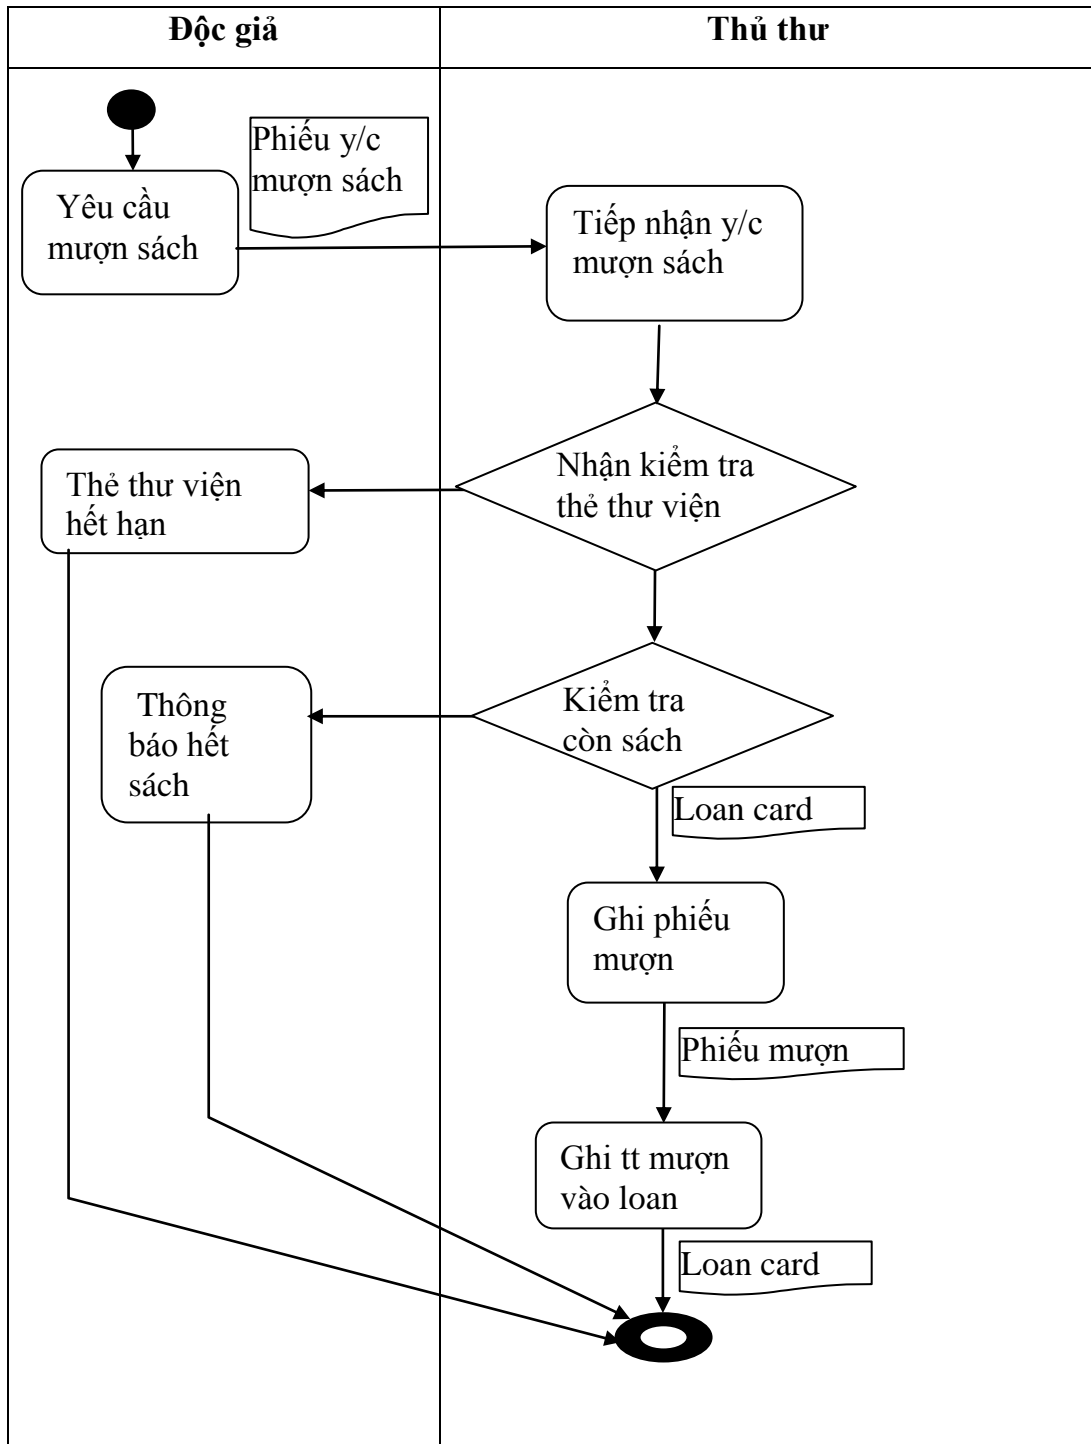 Độc giả
Thủ thư
Phiếu y/c
mượn sách
Yêu cầu
mượn sách
Tiếp nhận y/c
mượn sách
Nhận kiểm tra
thẻ thư viện
Thẻ thư viện
hết hạn
Kiểm tra
còn sách
Thông
báo hết
sách
Loan card
Ghi phiếu
mượn
Phiếu mượn
Ghi tt mượn
vào loan
Loan card